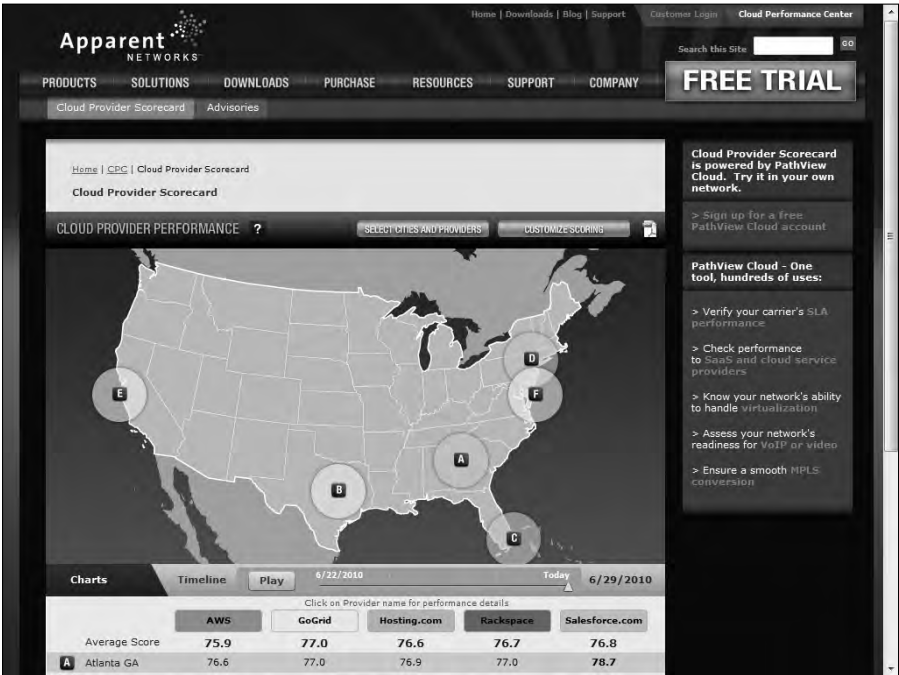 Home | Downloads | Blog | Support
Customer Login
Cloud Performance Center
Apparent
NETWORKS
Search this Site
GO
PRODUCTS SOLUTIONS DOWNLOADS PURCHASE RESOURCES SUPPORT COMPANY
FREE TRIAL
Cloud Provider Scorecard
Advisories
Home | CPC | Cloud Provider Scorecard
Cloud Provider Scorecard
CLOUD PROVIDER PERFORMANCE ?
SELECT CITIES AND PROVIDERS
CUSTOMIZE SCORING
E
D
F
A
B
C
Charts
Timeline
Play
6/22/2010
Today
6/29/2010
Click on Provider name for performance details
AWS GoGrid Hosting.com Rackspace Salesforce.com
Average Score 75.9 77.0 76.6 76.7 76.8
A Atlanta GA 76.6 77.0 76.9 77.0 78.7
Cloud Provider Scorecard
is powered by PathView
Cloud. Try it in your own
network.
> Sign up for a free
PathView Cloud account
PathView Cloud - One
tool, hundreds of uses:
> Verify your carrier's SLA
performance
> Check performance
to SaaS and cloud service
providers
> Know your network's ability
to handle virtualization
> Assess your network's
readiness for VoIP or video
> Ensure a smooth MPLS
conversion